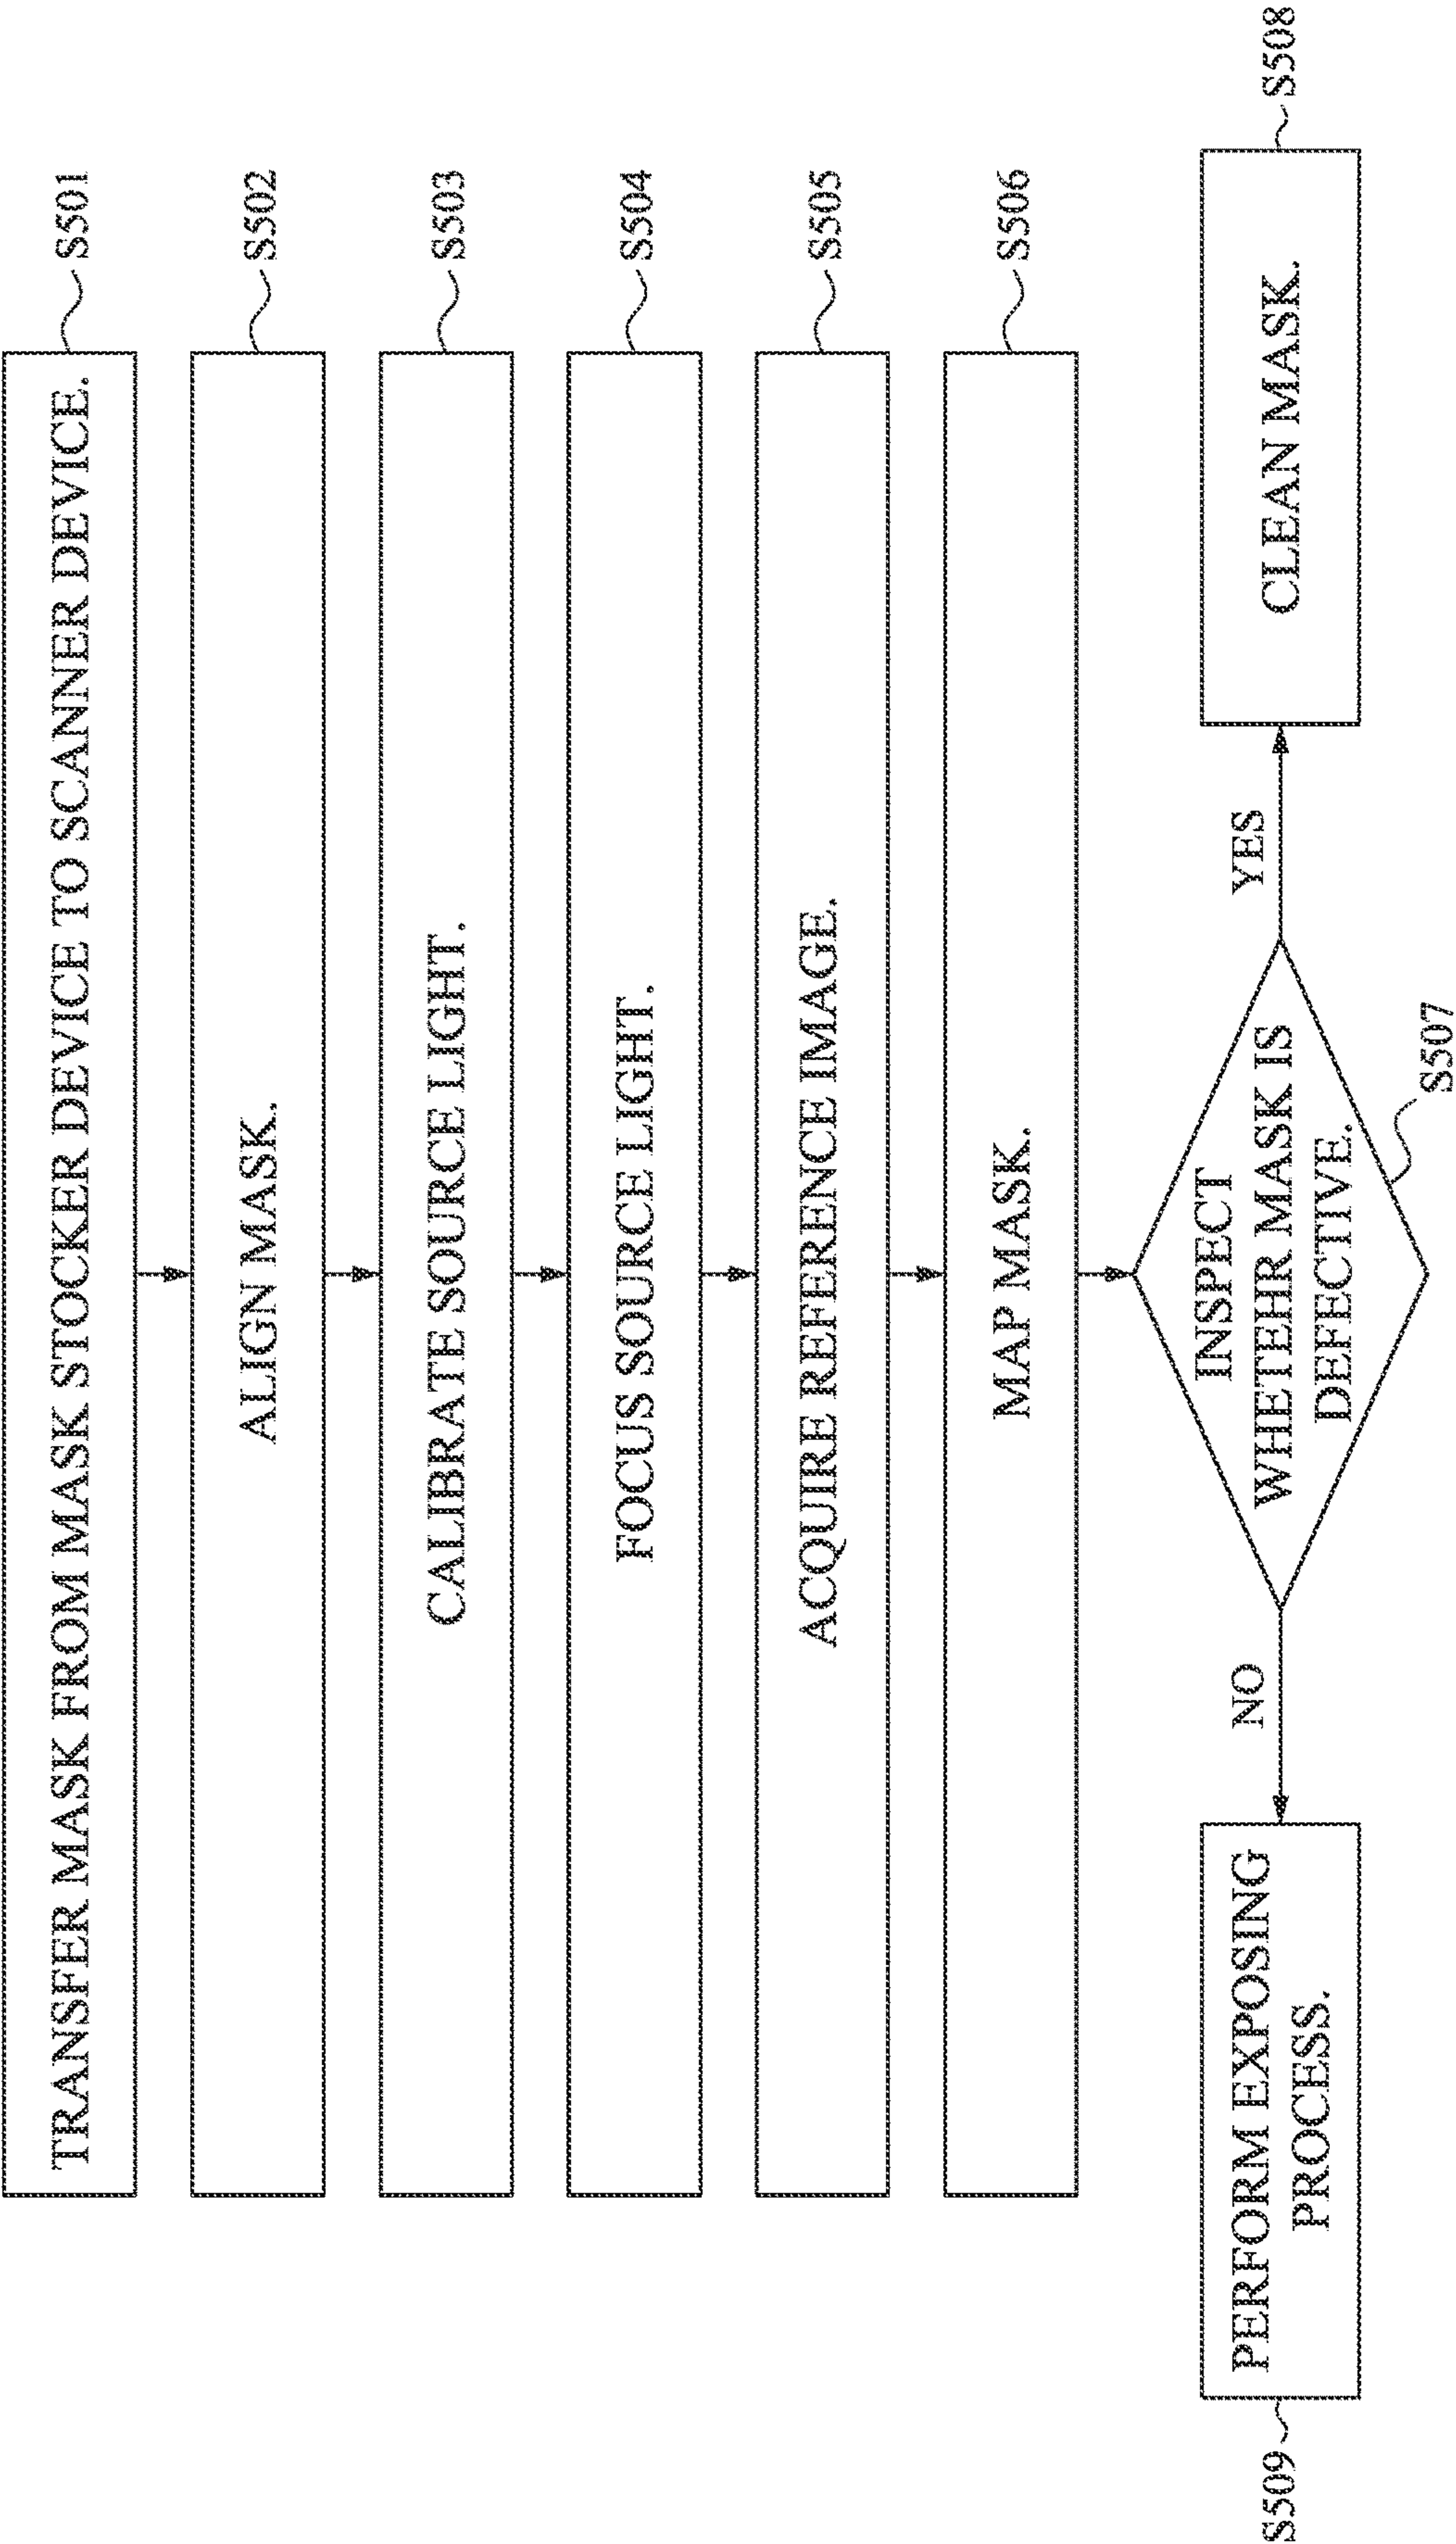 TRANSFER MASK FROM MASK STOCKER DEVICE TO SCANNER DEVICE.
S501
ALIGN MASK.
S502
CALIBRATE SOURCE LIGHT.
S503
FOCUS SOURCE LIGHT.
S504
ACQUIRE REFERENCE IMAGE.
S505
MAP MASK.
S506
INSPECT
WHETEHR MASK IS
DEFECTIVE.
S507
NO
YES
S509
PERFORM EXPOSING
PROCESS.
CLEAN MASK.
S508